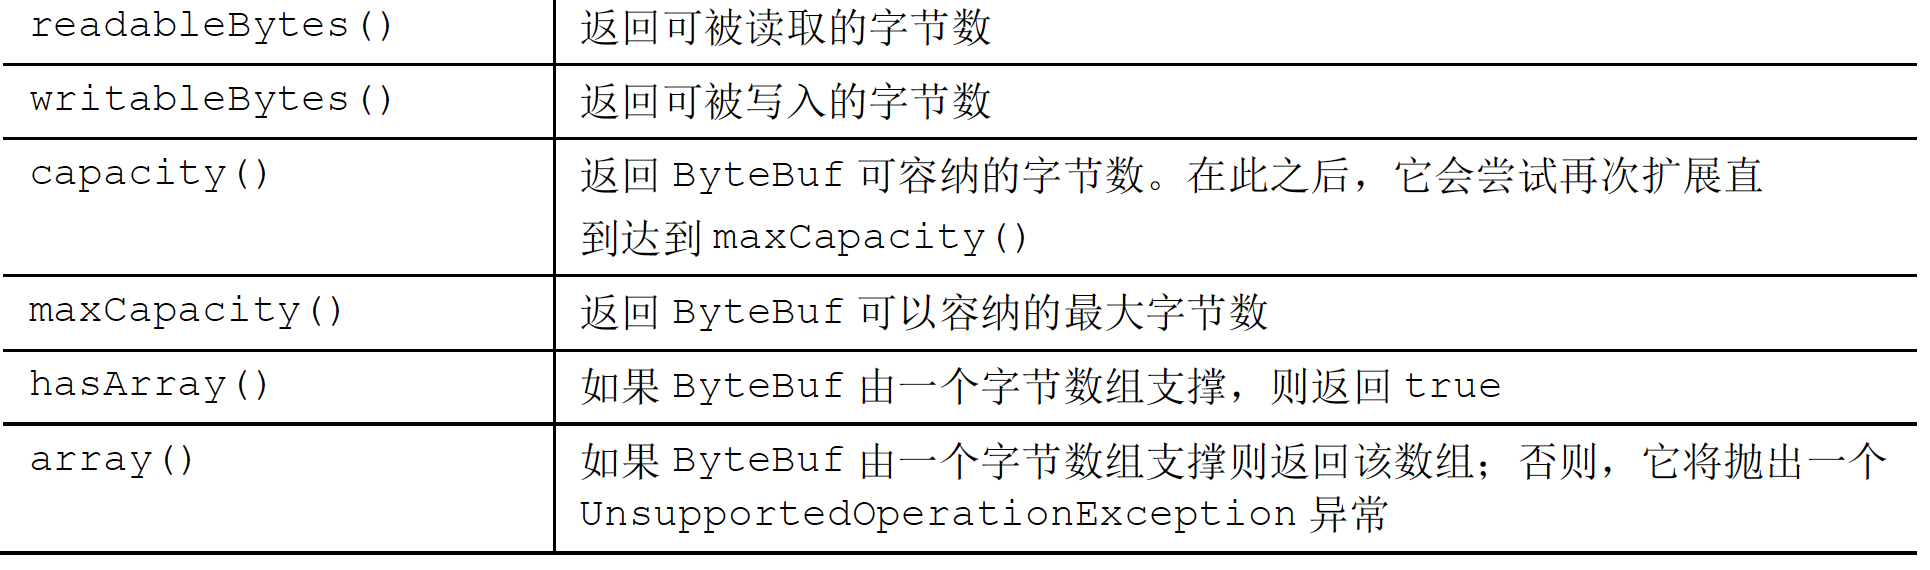 readableBytes() 返回可被读取的字节数
writableBytes() 返回可被写入的字节数
capacity() 返回 ByteBuf 可容纳的字节数。在此之后，它会尝试再次扩展直
到达到 maxCapacity()
maxCapacity() 返回 ByteBuf 可以容纳的最大字节数
hasArray() 如果 ByteBuf 由一个字节数组支撑，则返回 true
array() 如果 ByteBuf 由一个字节数组支撑则返回该数组；否则，它将抛出一个
UnsupportedOperationException 异常